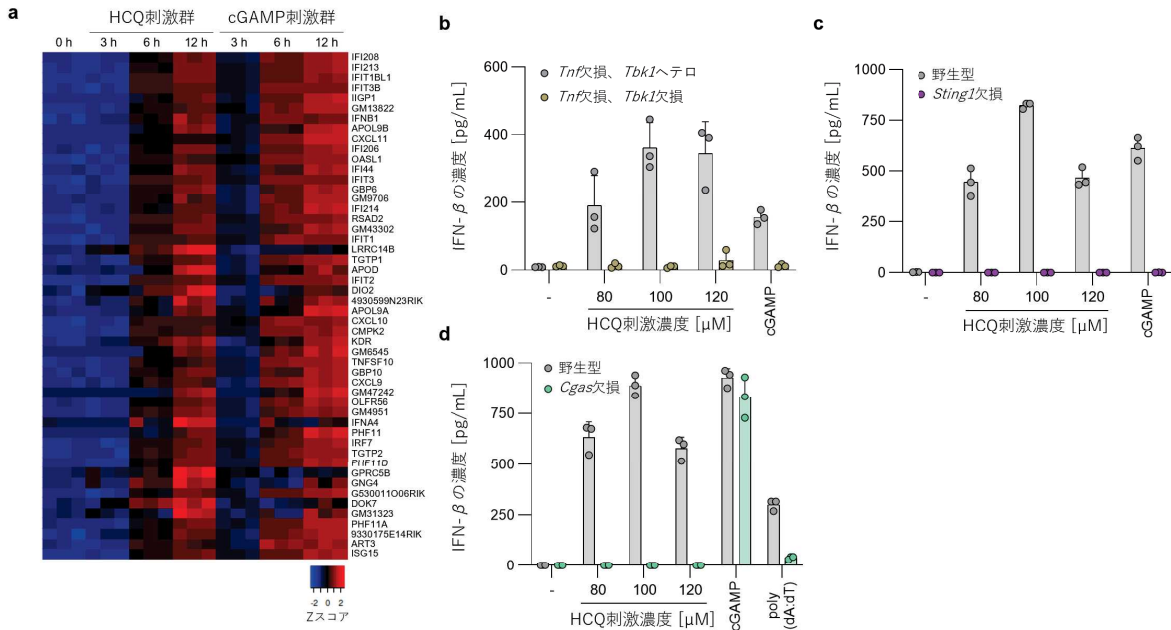 a
HCQ刺激群 cGAMP刺激群
0 h 3 h 6 h 12 h 3 h 6 h 12 h
IFI208
IFI213
IFIT1BL1
IFIT3B
IIGP1
GM13822
IFNB1
APOL9B
CXCL11
IFI206
OASL1
IFI44
IFIT3
GBP6
GM9706
IFI214
RSAD2
GM43302
IFIT1
LRRC14B
TGTP1
APOD
IFIT2
DIO2
4930599N23RIK
APOL9A
CXCL10
CMPK2
KDR
GM6545
TNFSF10
GBP10
CXCL9
GM47242
OLFR56
GM4951
IFNA4
PHF11
IRF7
TGTP2
PHF11D
GPRC5B
GNG4
G530011O06RIK
DOK7
GM31323
PHF11A
9330175E14RIK
ART3
ISG15
-2 0 2
Zスコア
b
IFN-βの濃度 [pg/mL]
600
400
200
0
Tnf欠損、Tbk1ヘテロ
Tnf欠損、Tbk1欠損
- 80 100 120 cGAMP
HCQ刺激濃度 [μM]
c
IFN-βの濃度 [pg/mL]
1000
750
500
250
0
野生型
Sting1欠損
- 80 100 120 cGAMP
HCQ刺激濃度 [μM]
d
IFN-βの濃度 [pg/mL]
1000
750
500
250
0
野生型
Cgas欠損
- 80 100 120 cGAMP poly
(dA:dT)
HCQ刺激濃度 [μM]